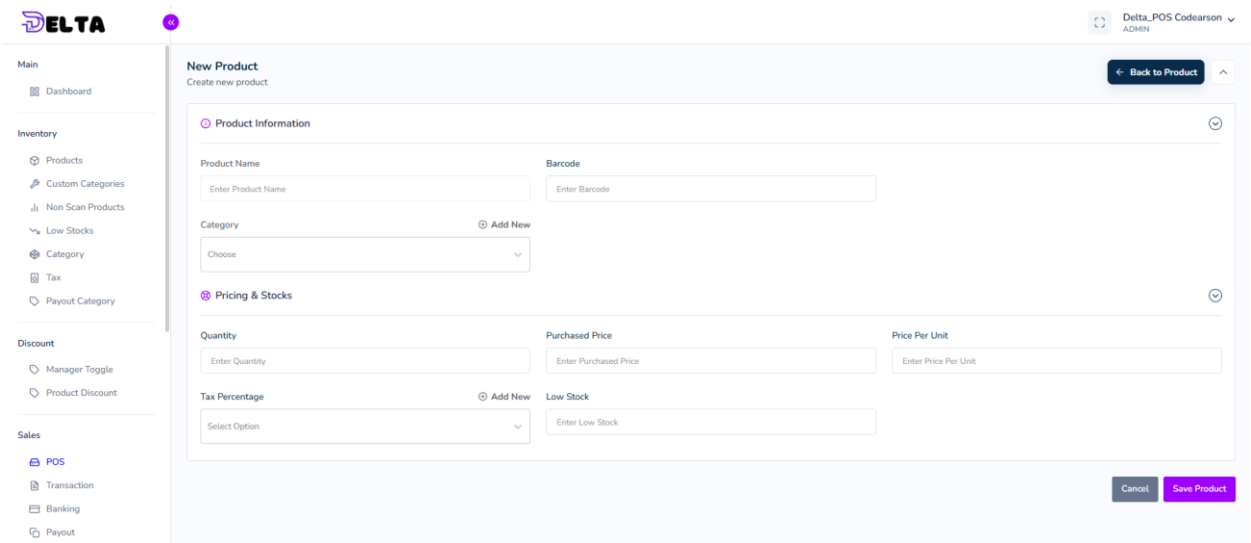 DELTA
Delta_POS Codearson
ADMIN
Main
Dashboard
Inventory
Products
Custom Categories
Non Scan Products
Low Stocks
Category
Tax
Payout Category
Discount
Manager Toggle
Product Discount
Sales
POS
Transaction
Banking
Payout
New Product
Create new product
Back to Product
Product Information
Product Name
Barcode
Enter Product Name
Enter Barcode
Category
Add New
Choose
Pricing & Stocks
Quantity
Purchased Price
Price Per Unit
Enter Quantity
Enter Purchased Price
Enter Price Per Unit
Tax Percentage
Add New
Low Stock
Select Option
Enter Low Stock
Cancel
Save Product